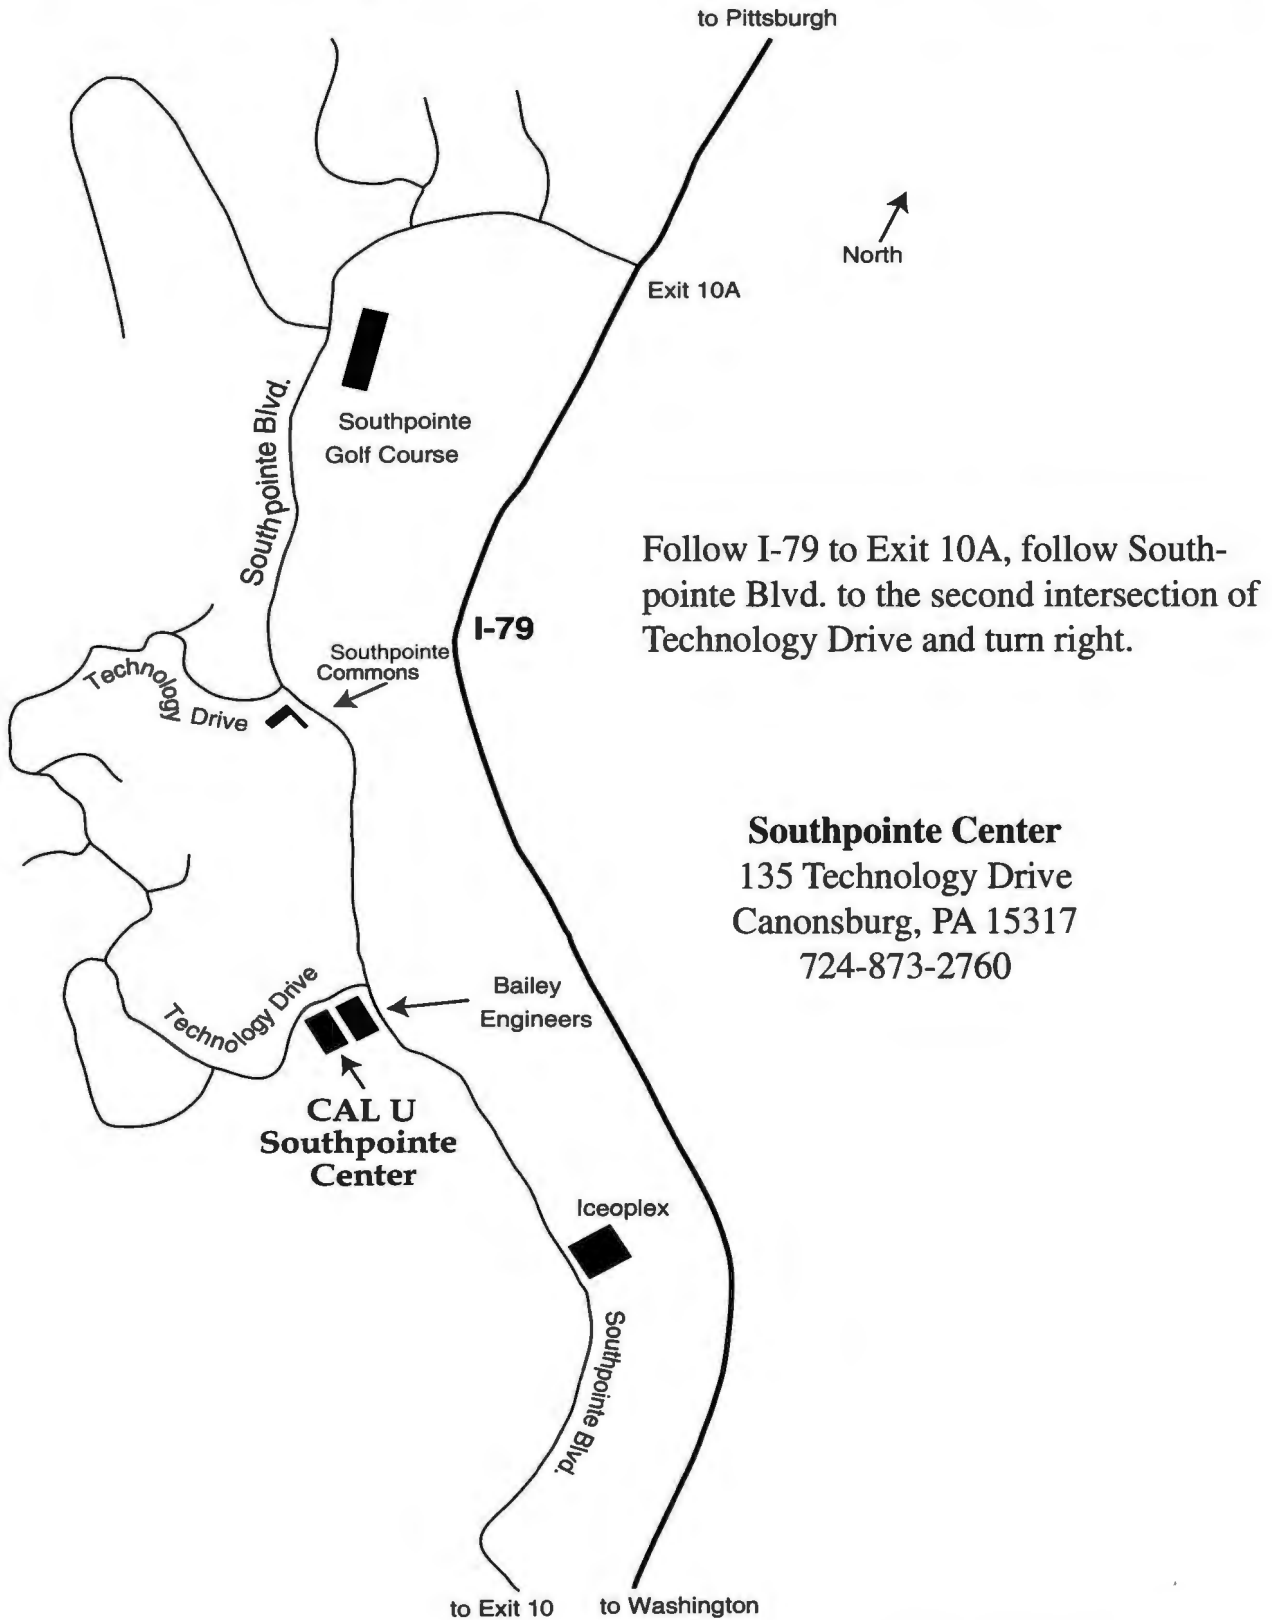 to Pittsburgh
North
Exit 10A
Southpointe Blvd.
Southpointe
Golf Course
Follow I-79 to Exit 10A, follow South-
pointe Blvd. to the second intersection of
Technology Drive and turn right.
I-79
Southpointe
Commons
Technology Drive
Southpointe Center
135 Technology Drive
Canonsburg, PA 15317
724-873-2760
Technology Drive
Bailey
Engineers
CAL U
Southpointe
Center
Iceoplex
Southpointe Blvd.
to Exit 10
to Washington